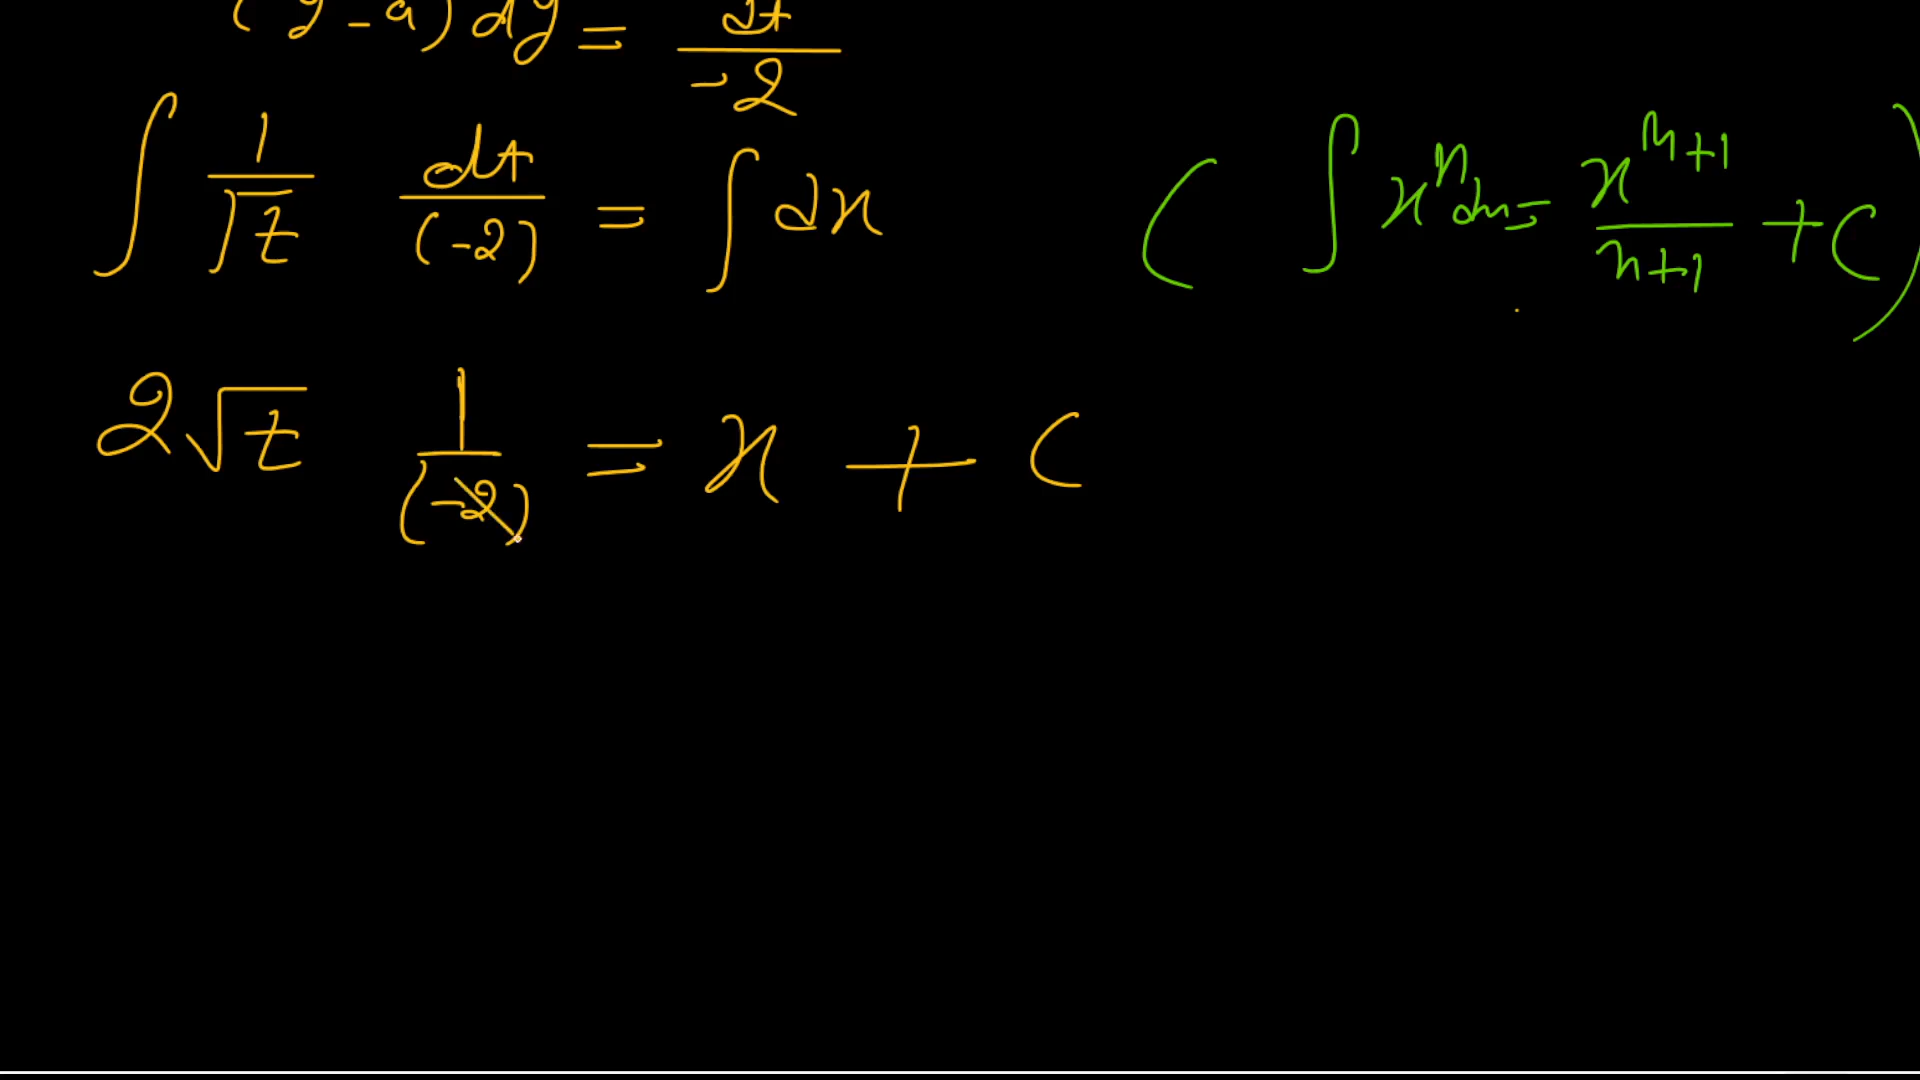 (y - a) dy = dt / -2
∫ 1/√t dt/(-2) = ∫ dx
( ∫ xⁿ dx = xⁿ⁺¹/n+1 + C )
2√t 1/(-2) = x + C